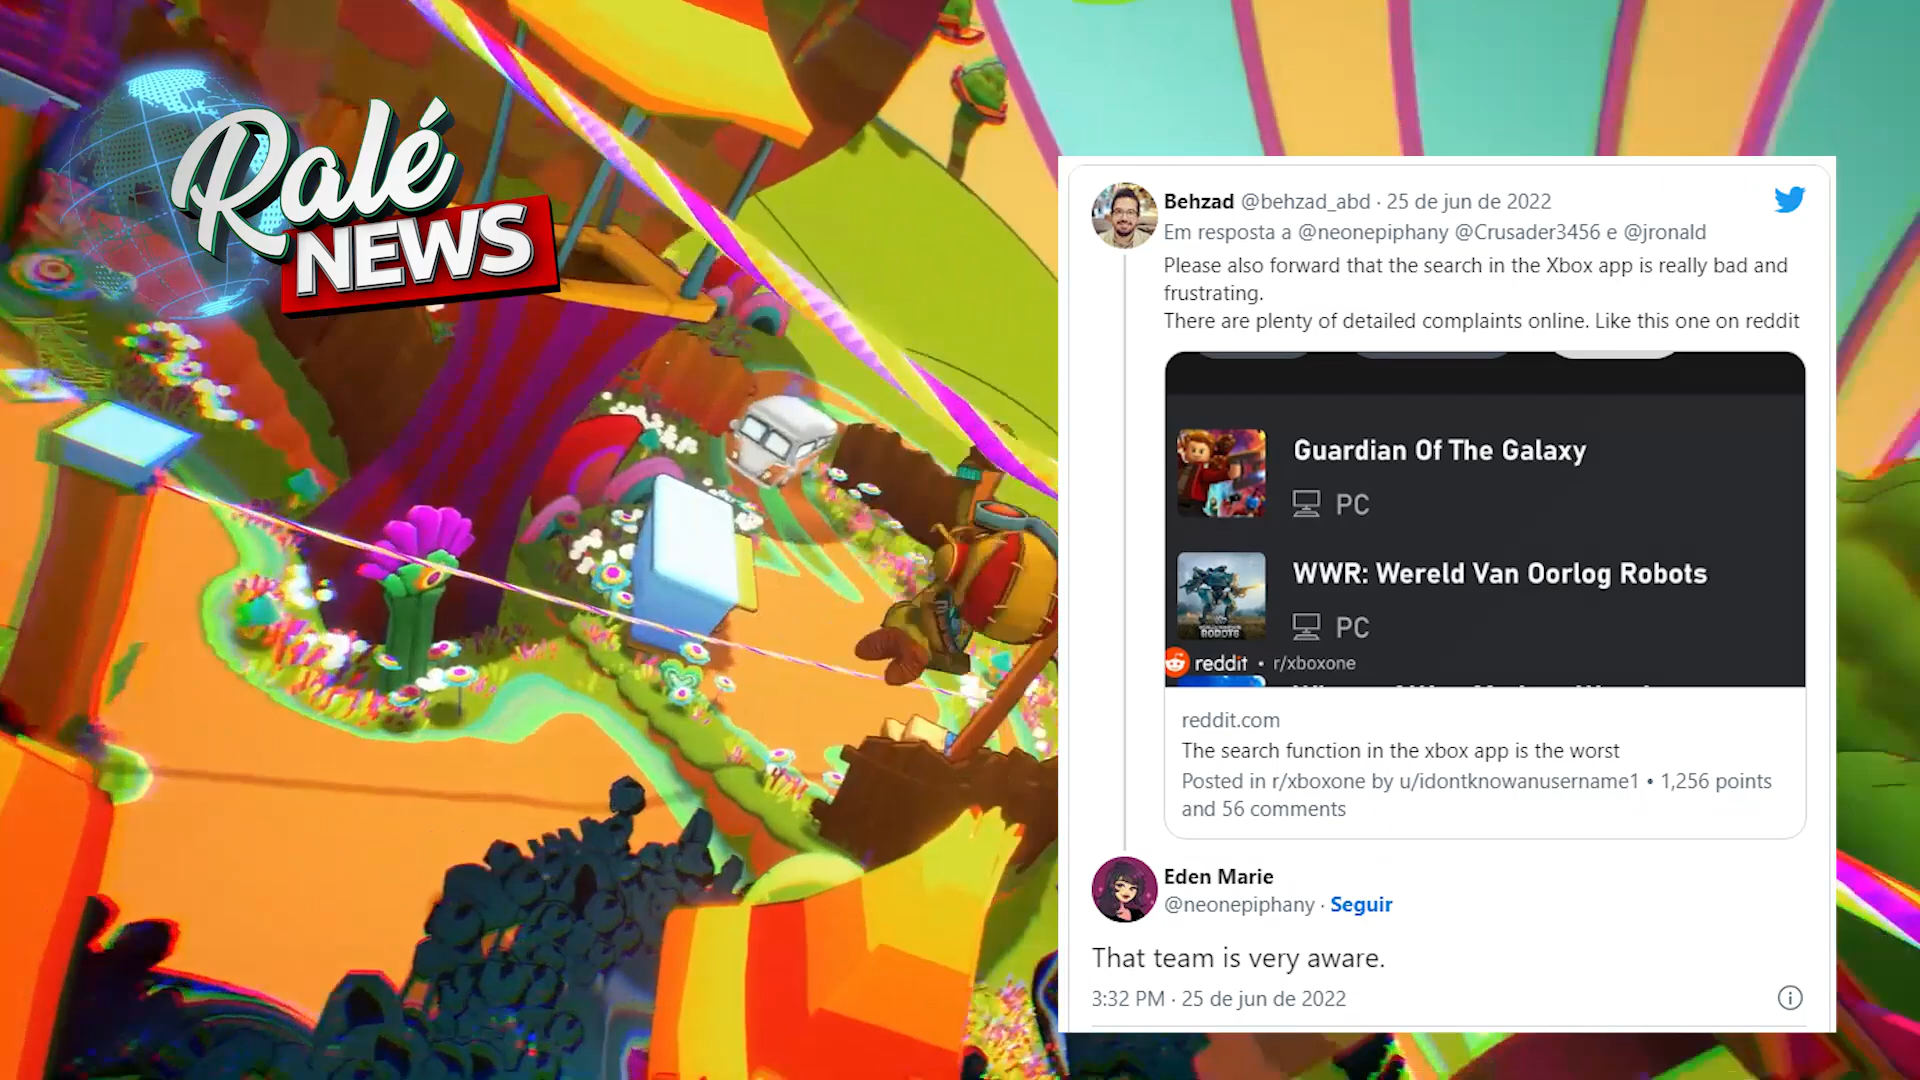 Ralé
NEWS
Behzad @behzad_abd · 25 de jun de 2022
Em resposta a @neonepiphany @Crusader3456 e @jronald
Please also forward that the search in the Xbox app is really bad and
frustrating.
There are plenty of detailed complaints online. Like this one on reddit
Guardian Of The Galaxy
PC
WWR: Wereld Van Oorlog Robots
ROBOTS
PC
reddit • r/xboxone
reddit.com
The search function in the xbox app is the worst
Posted in r/xboxone by u/idontknowanusername1 • 1,256 points
and 56 comments
Eden Marie
@neonepiphany · Seguir
That team is very aware.
3:32 PM · 25 de jun de 2022